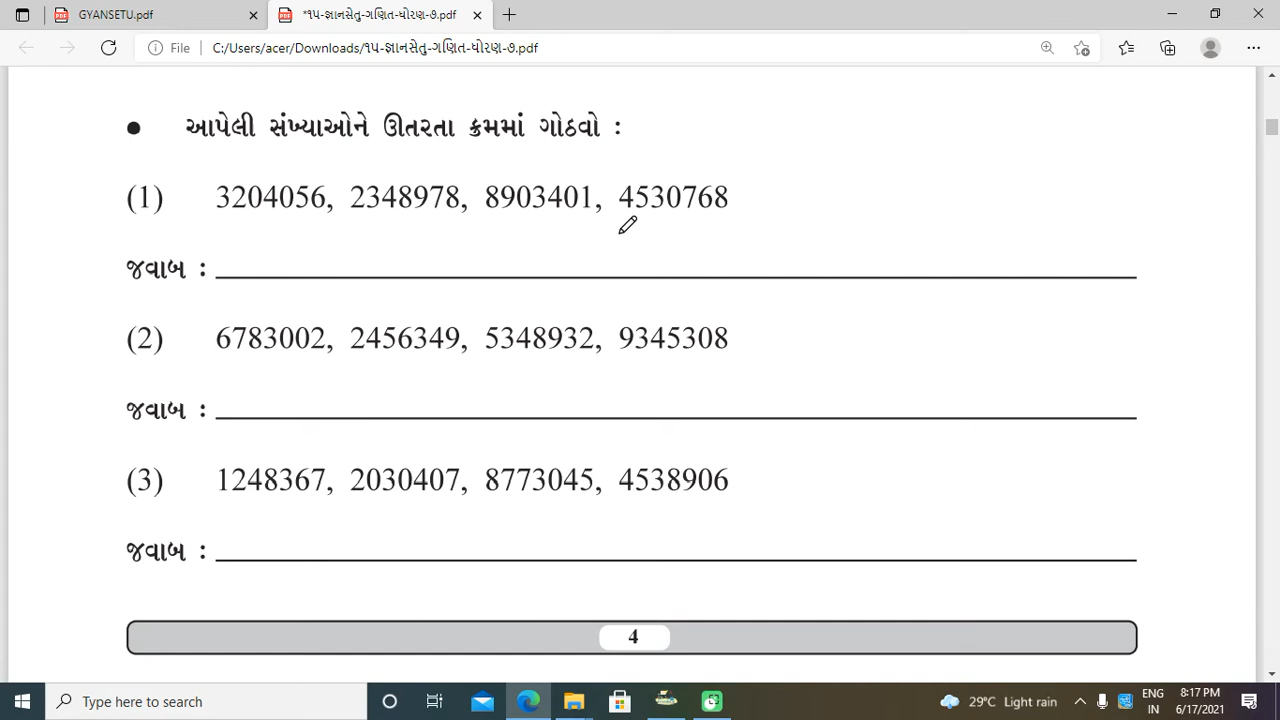 GYANSETU.pdf
*૧૫-જ્ઞાનસેતુ-ગણિત-ધોરણ-૭.pdf
File
C:/Users/acer/Downloads/૧૫-જ્ઞાનસેતુ-ગણિત-ધોરણ-૭.pdf
● આપેલી સંખ્યાઓને ઊતરતા ક્રમમાં ગોઠવો :
(1) 3204056, 2348978, 8903401, 4530768
જવાબ :
(2) 6783002, 2456349, 5348932, 9345308
જવાબ :
(3) 1248367, 2030407, 8773045, 4538906
જવાબ :
4
Type here to search
29°C Light rain
ENG
IN
8:17 PM
6/17/2021